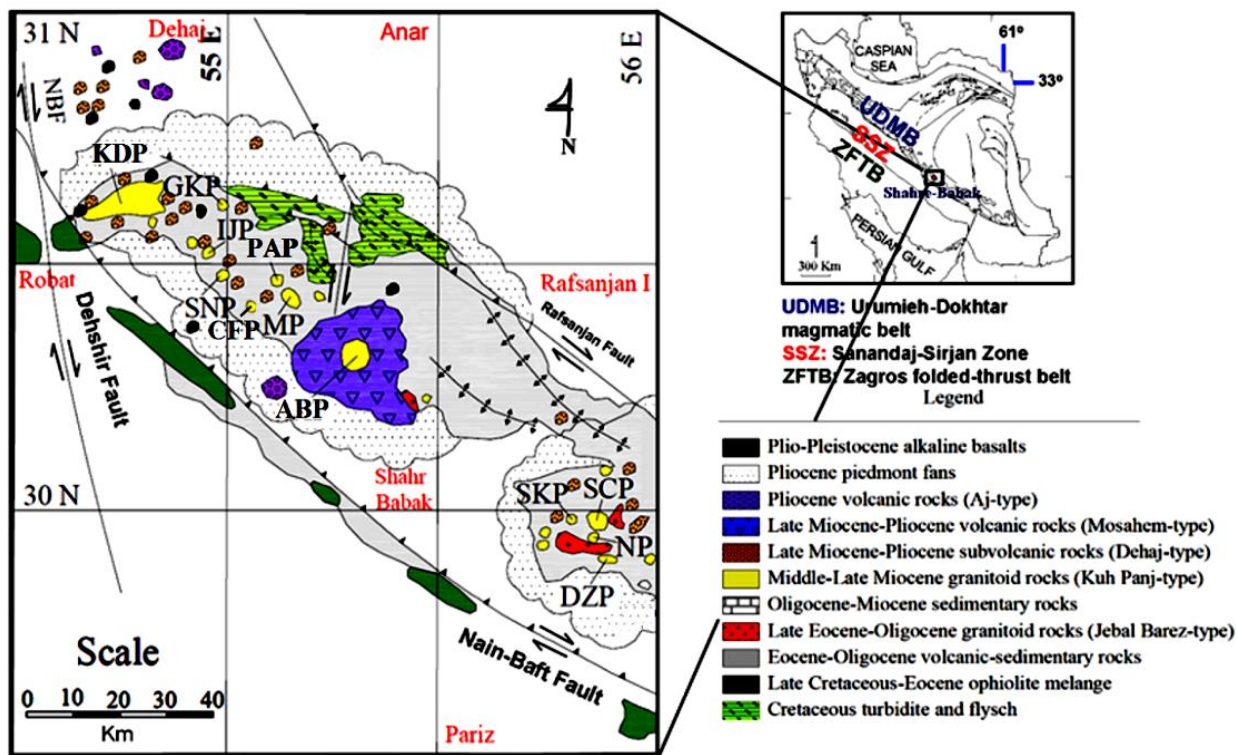 31 N
Dehaj
55 E
Anar
56 E
NBF
N
KDP
GKP
IJP
PAP
Robat
Rafsanjan I
SNP
CFP
MP
Rafsanjan Fault
Dehshir Fault
ABP
30 N
Shahr
Babak
SKP
SCP
NP
DZP
Nain-Baft Fault
Scale
0 10 20 30 40
Km
Pariz
61º
33º
CASPIAN
SEA
UDMB
SSZ
ZFTB
Shahre-Babak
PERSIAN
GULF
N
300 Km
UDMB: Urumieh-Dokhtar
magmatic belt
SSZ: Sanandaj-Sirjan Zone
ZFTB: Zagros folded-thrust belt
Legend
Plio-Pleistocene alkaline basalts
Pliocene piedmont fans
Pliocene volcanic rocks (Aj-type)
Late Miocene-Pliocene volcanic rocks (Mosahem-type)
Late Miocene-Pliocene subvolcanic rocks (Dehaj-type)
Middle-Late Miocene granitoid rocks (Kuh Panj-type)
Oligocene-Miocene sedimentary rocks
Late Eocene-Oligocene granitoid rocks (Jebal Barez-type)
Eocene-Oligocene volcanic-sedimentary rocks
Late Cretaceous-Eocene ophiolite melange
Cretaceous turbidite and flysch